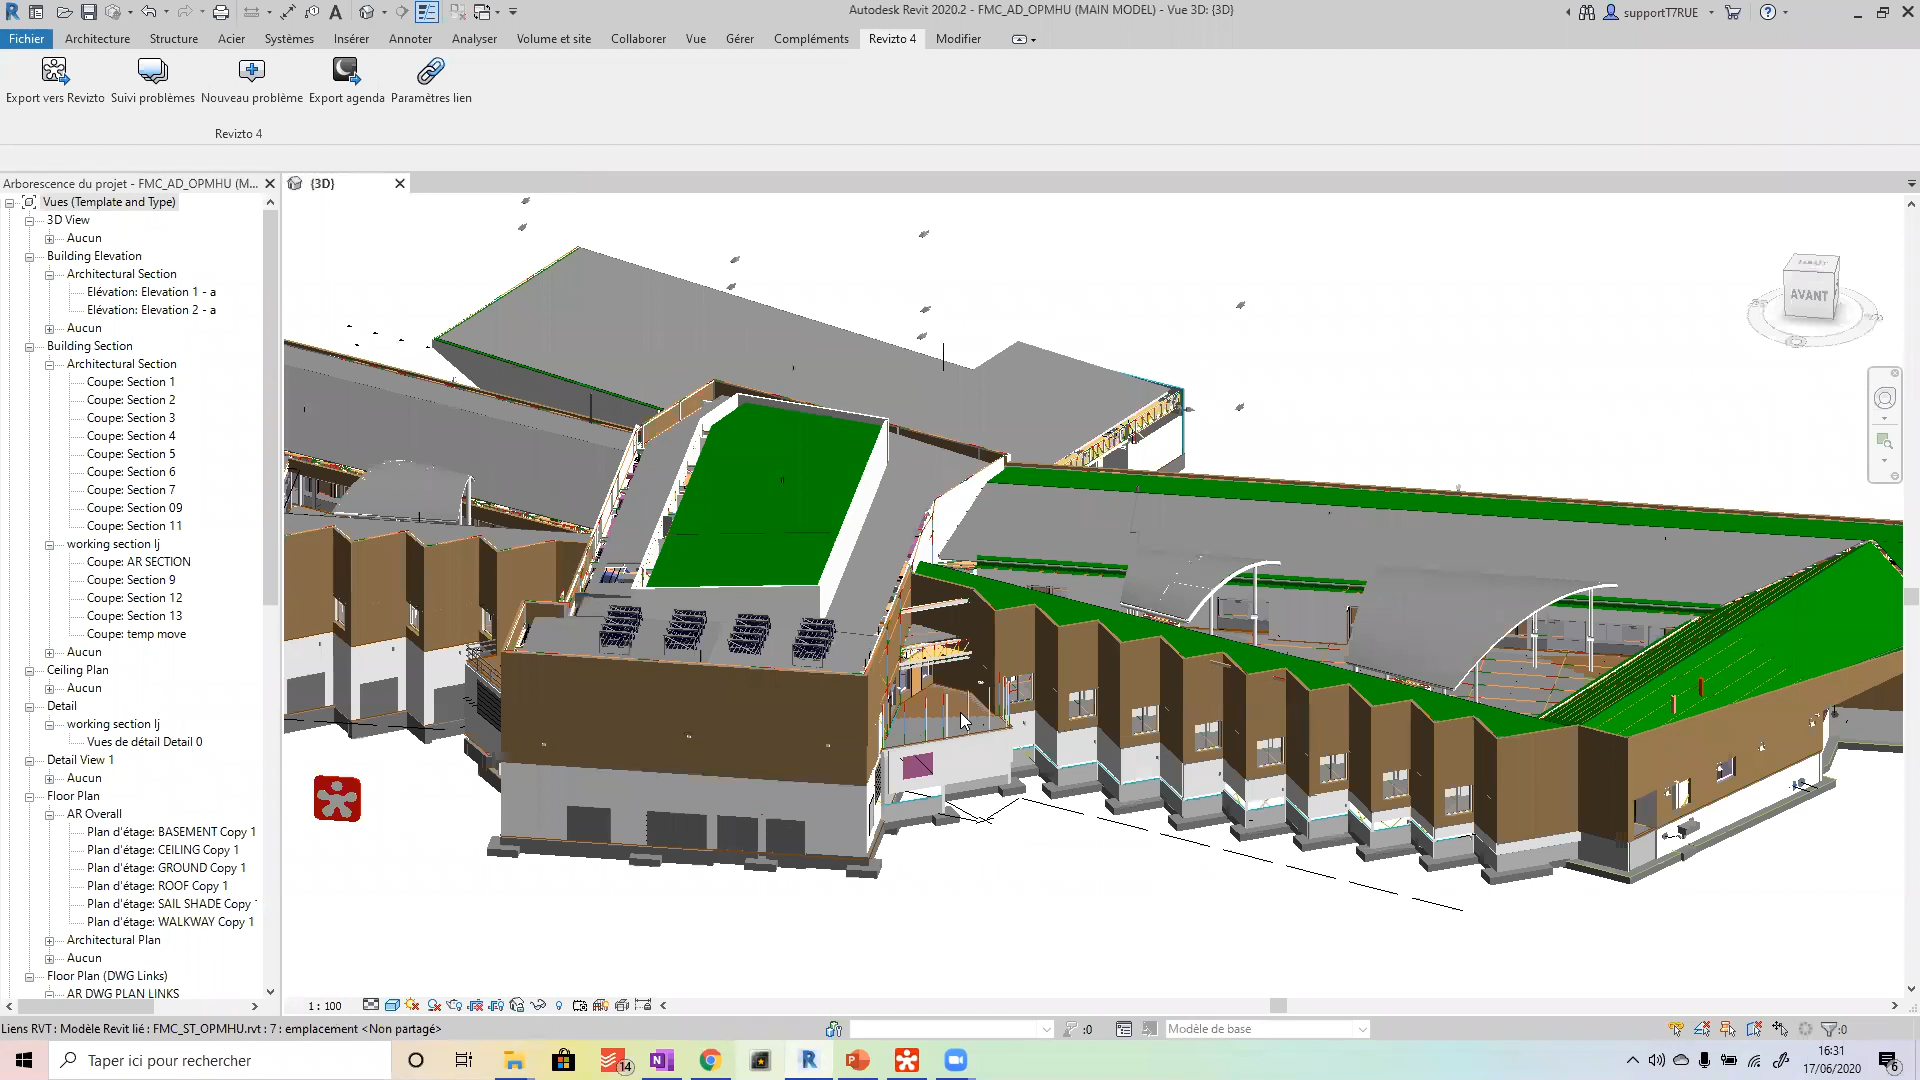 Autodesk Revit 2020.2 - FMC_AD_OPMHU (MAIN MODEL) - Vue 3D: {3D}
supportT7RUE
Fichier Architecture Structure Acier Systèmes Insérer Annoter Analyser Volume et site Collaborer Vue Gérer Compléments Revizto 4 Modifier
Export vers Revizto Suivi problèmes Nouveau problème Export agenda Paramètres lien
Revizto 4
Arborescence du projet - FMC_AD_OPMHU (M...
{3D}
Vues (Template and Type)
3D View
Aucun
Building Elevation
Architectural Section
Elévation: Elevation 1 - a
Elévation: Elevation 2 - a
Aucun
Building Section
Architectural Section
Coupe: Section 1
Coupe: Section 2
Coupe: Section 3
Coupe: Section 4
Coupe: Section 5
Coupe: Section 6
Coupe: Section 7
Coupe: Section 09
Coupe: Section 11
working section lj
Coupe: AR SECTION
Coupe: Section 9
Coupe: Section 12
Coupe: Section 13
Coupe: temp move
Aucun
Ceiling Plan
Aucun
Detail
working section lj
Vues de détail Detail 0
Detail View 1
Aucun
Floor Plan
AR Overall
Plan d'étage: BASEMENT Copy 1
Plan d'étage: CEILING Copy 1
Plan d'étage: GROUND Copy 1
Plan d'étage: ROOF Copy 1
Plan d'étage: SAIL SHADE Copy
Plan d'étage: WALKWAY Copy 1
Architectural Plan
Aucun
Floor Plan (DWG Links)
AR DWG PLAN LINKS
HAUT
AVANT
1 : 100
Liens RVT : Modèle Revit lié : FMC_ST_OPMHU.rvt : 7 : emplacement <Non partagé>
:0
Modèle de base
:0
Taper ici pour rechercher
14
16:31
17/06/2020
6